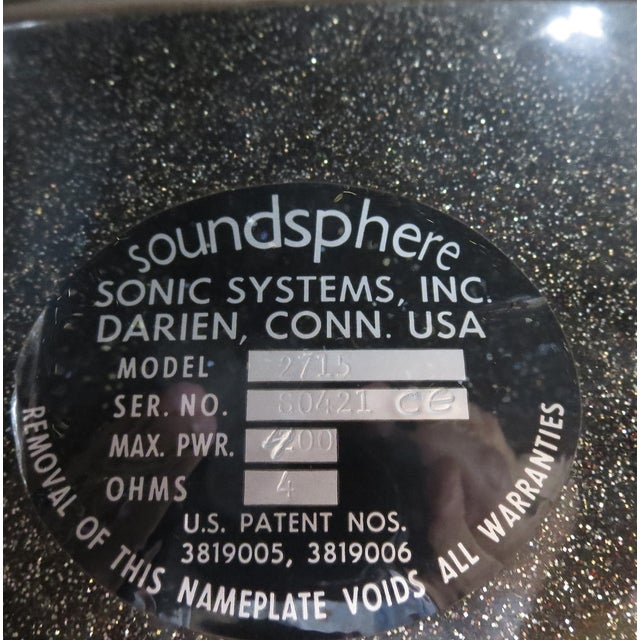 soundsphere
SONIC SYSTEMS, INC.
DARIEN, CONN. USA
MODEL 2715
SER. NO. 80421 CE
MAX. PWR.
OHMS 4
U.S. PATENT NOS.
3819005, 3819006
REMOVAL OF THIS NAMEPLATE VOIDS ALL WARRANTIES